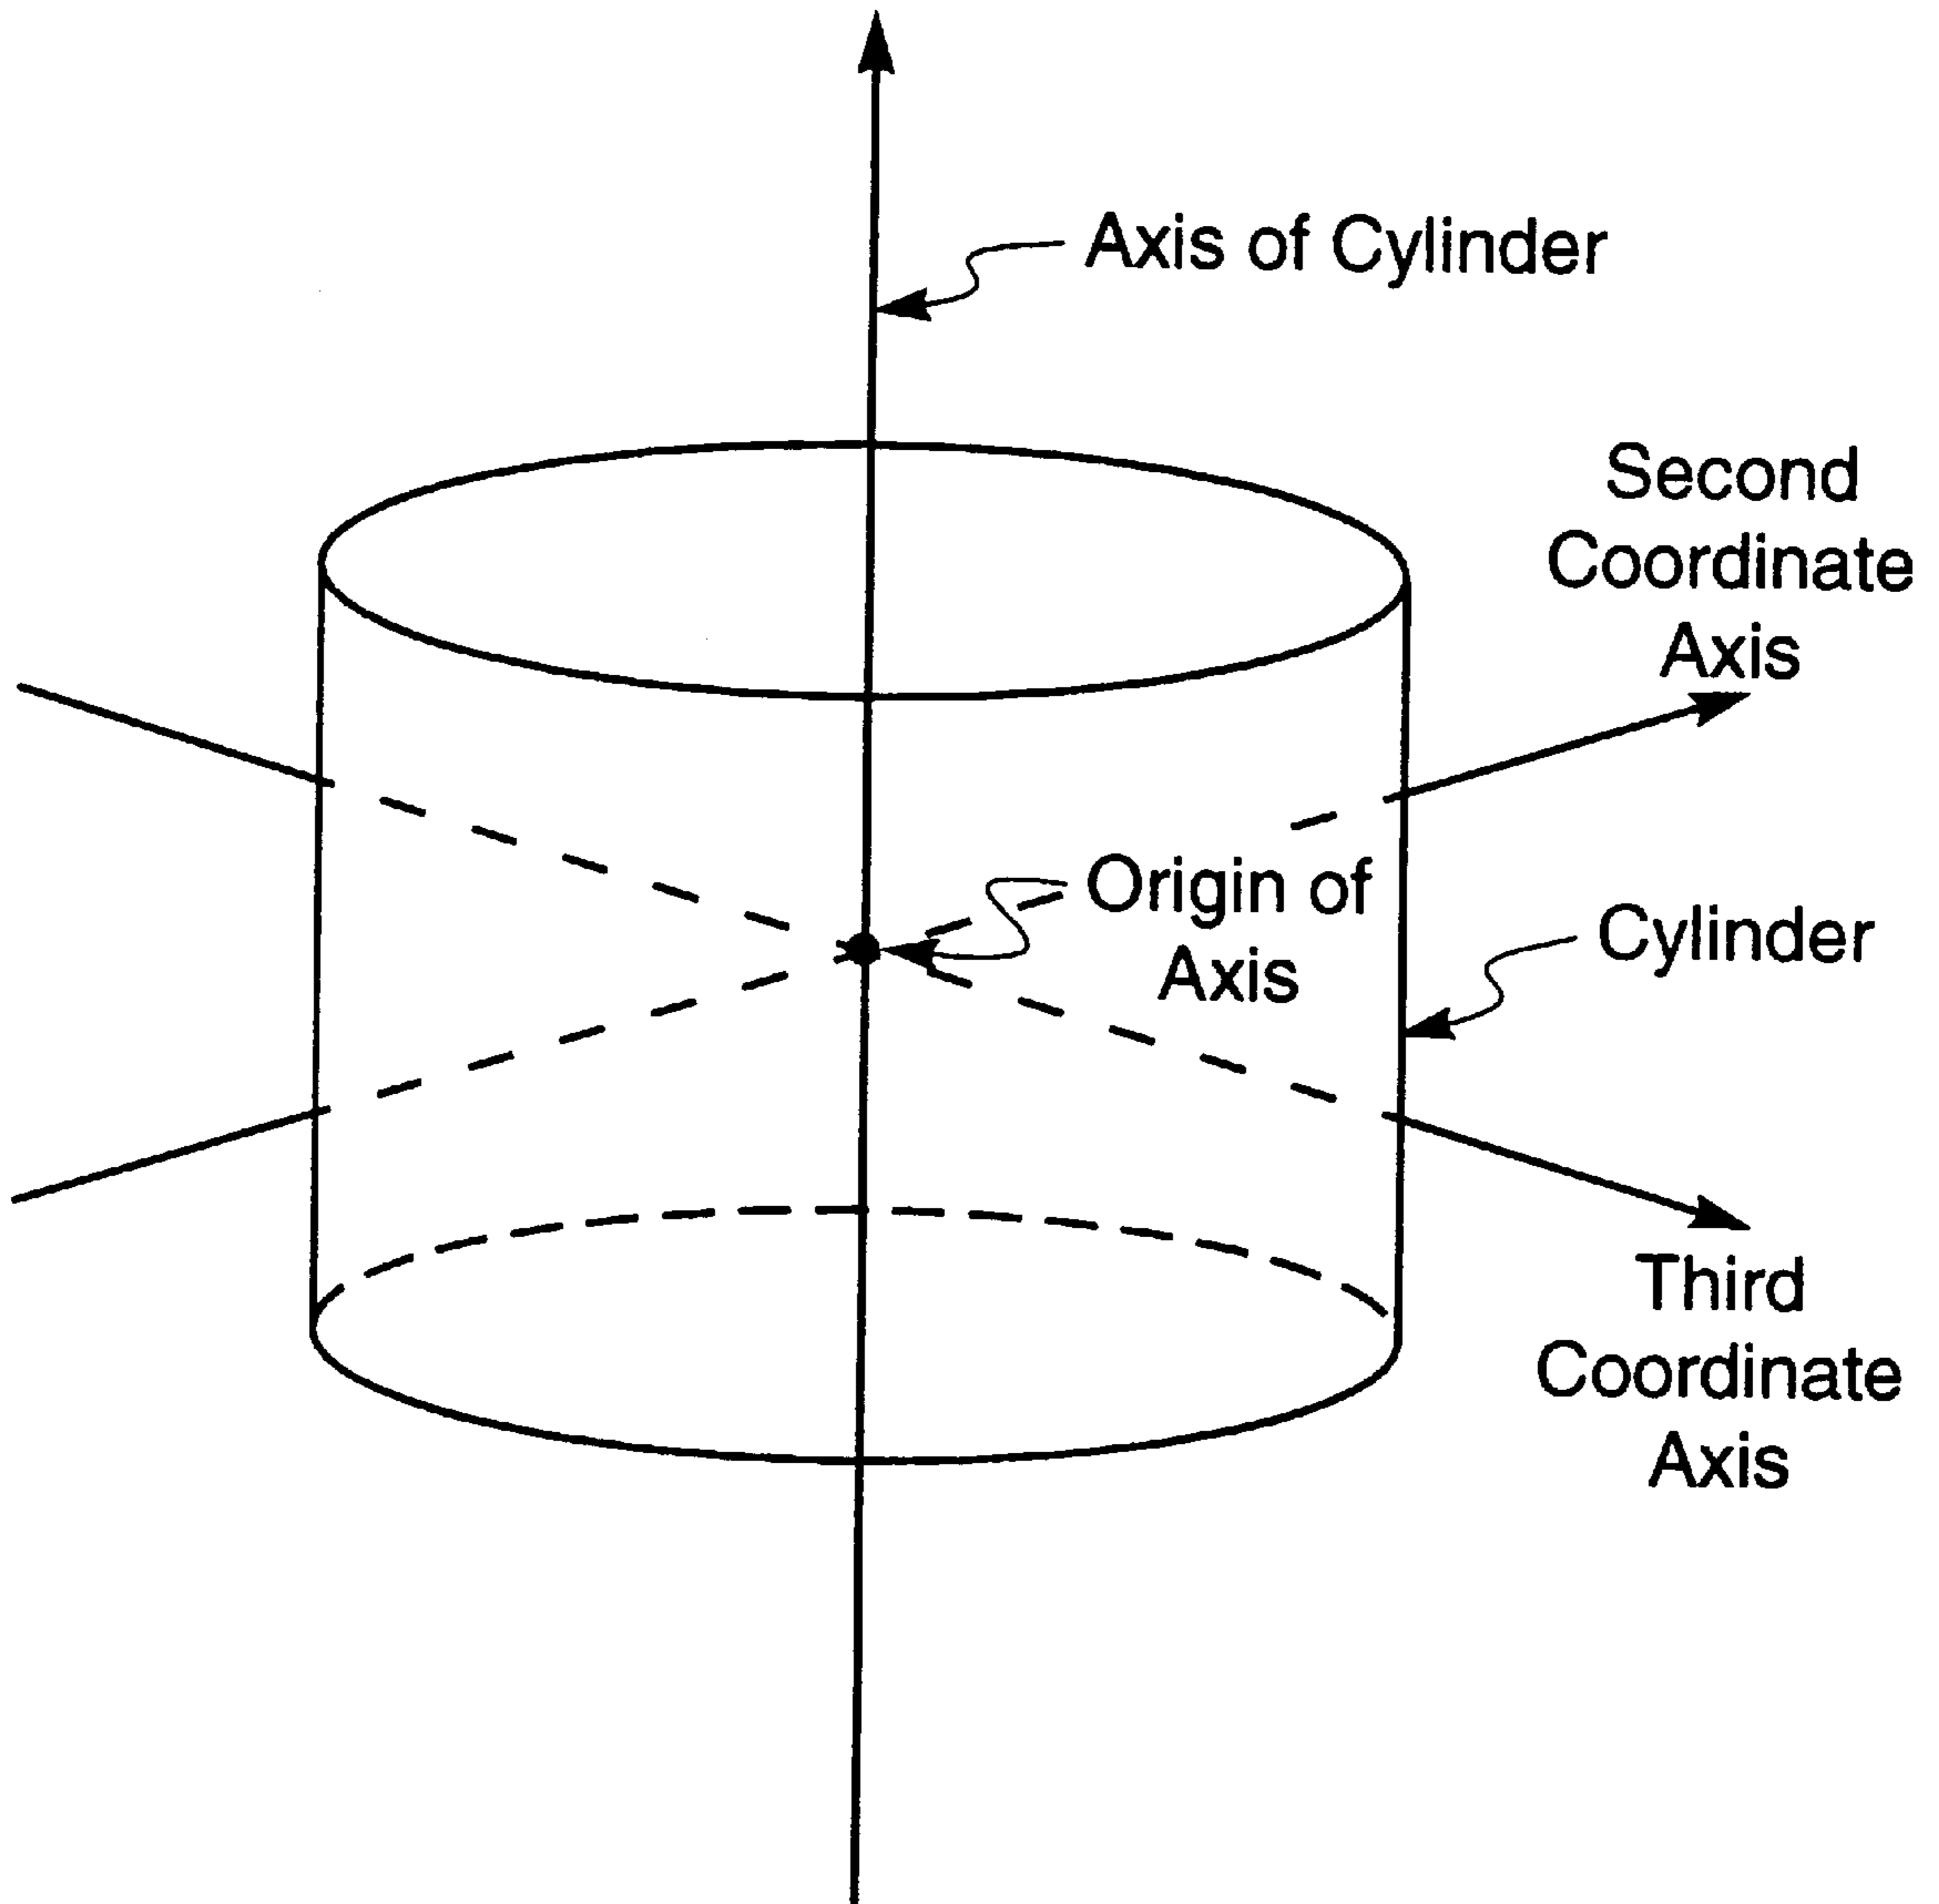 Axis of Cylinder
Second
Coordinate
Axis
Origin of
Axis
Cylinder
Third
Coordinate
Axis